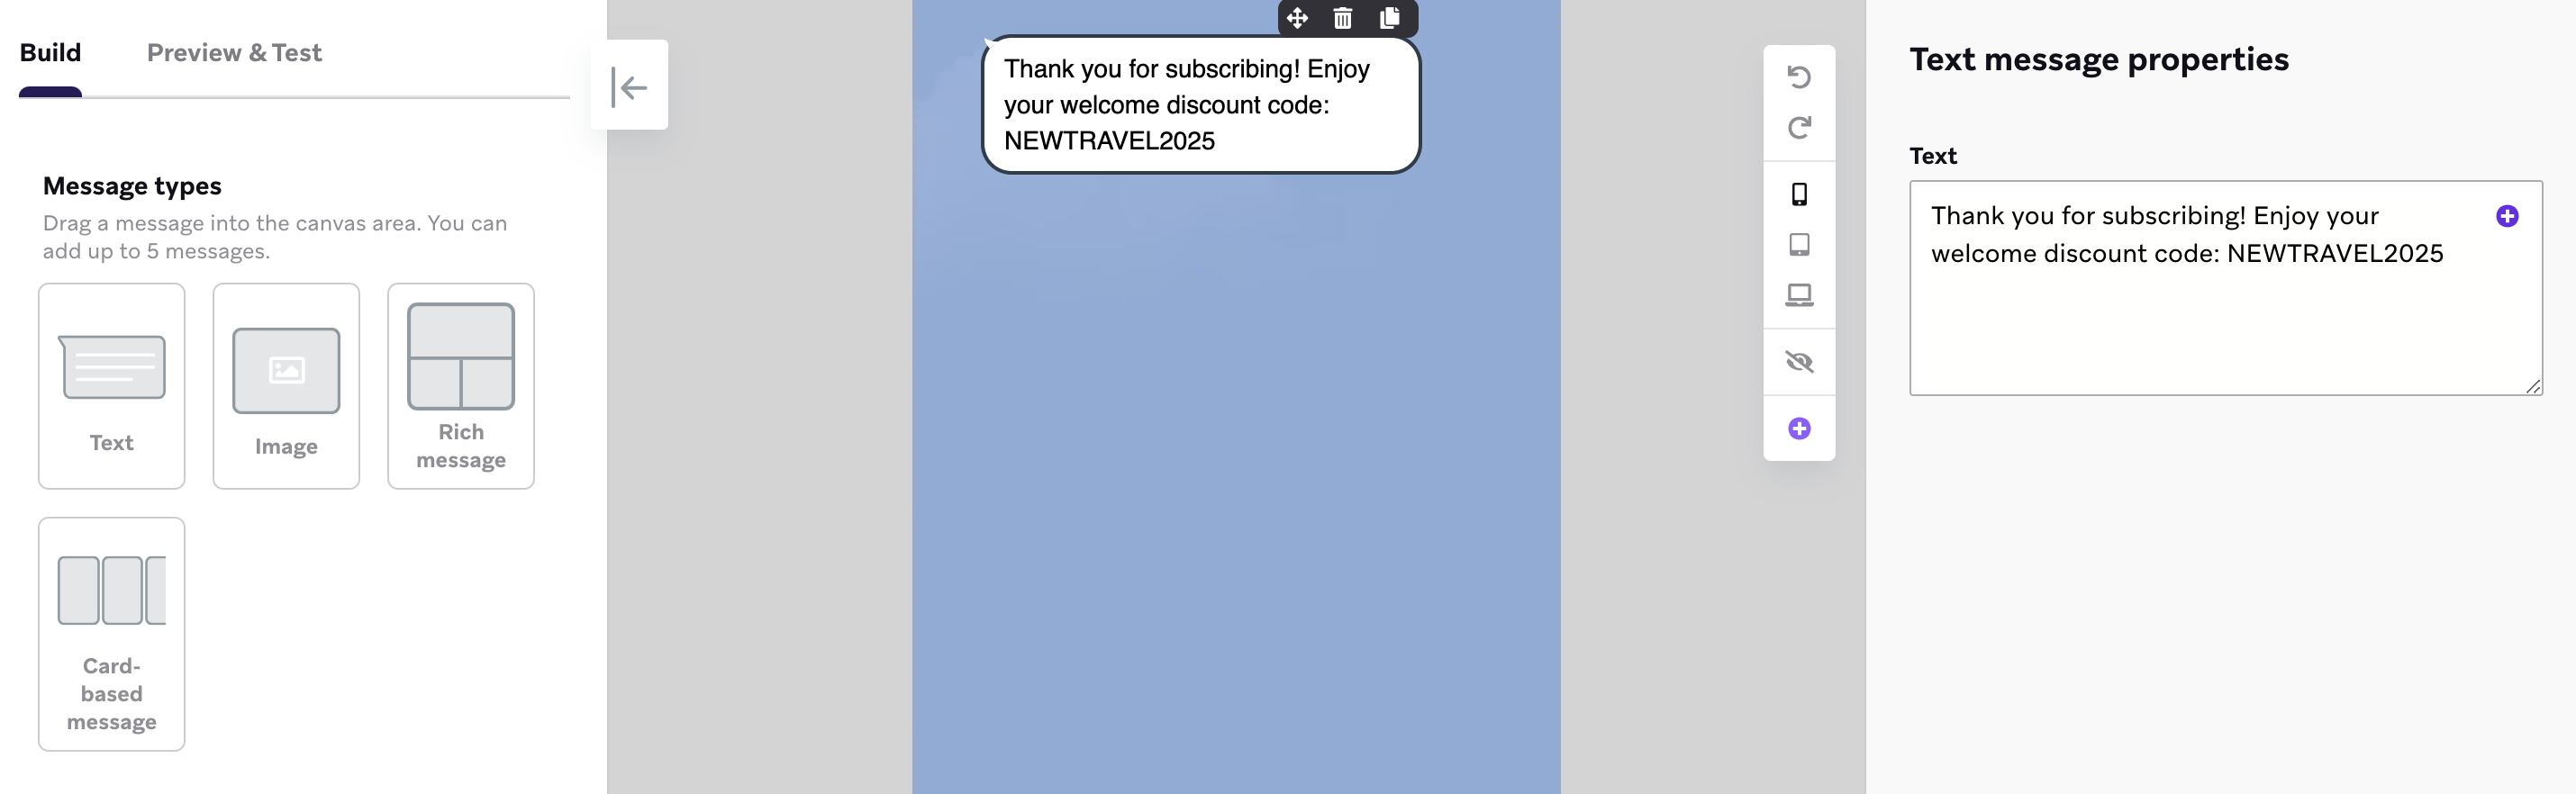 Build
Preview & Test
Message types
Drag a message into the canvas area. You can
add up to 5 messages.
Text
Image
Rich
message
Card-
based
message
Thank you for subscribing! Enjoy
your welcome discount code:
NEWTRAVEL2025
Text message properties
Text
Thank you for subscribing! Enjoy your
welcome discount code: NEWTRAVEL2025